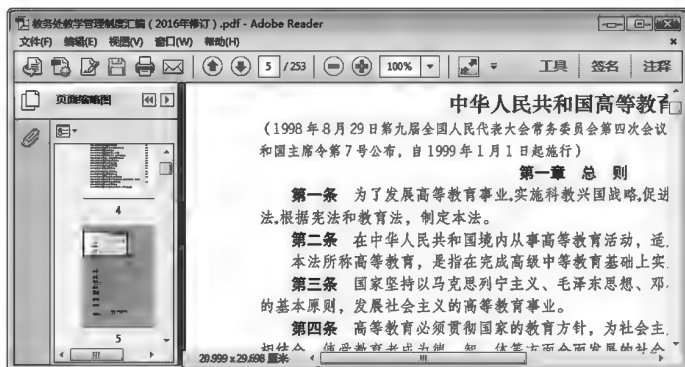 教务处教学管理制度汇编（2016年修订）.pdf - Adobe Reader
文件(F) 编辑(E) 视图(V) 窗口(W) 帮助(H)
5 / 253 100% 工具 签名 注释
页面缩略图
4
5
中华人民共和国高等教育
（1998年8月29日第九届全国人民代表大会常务委员会第四次会议
和国主席令第7号公布，自1999年1月1日起施行）
第一章 总 则
第一条 为了发展高等教育事业,实施科教兴国战略,促进
法,根据宪法和教育法，制定本法。
第二条 在中华人民共和国境内从事高等教育活动，适
本法所称高等教育，是指在完成高级中等教育基础上实
第三条 国家坚持以马克思列宁主义、毛泽东思想、邓
的基本原则，发展社会主义的高等教育事业。
第四条 高等教育必须贯彻国家的教育方针，为社会主
20.999 x 29.698 厘米